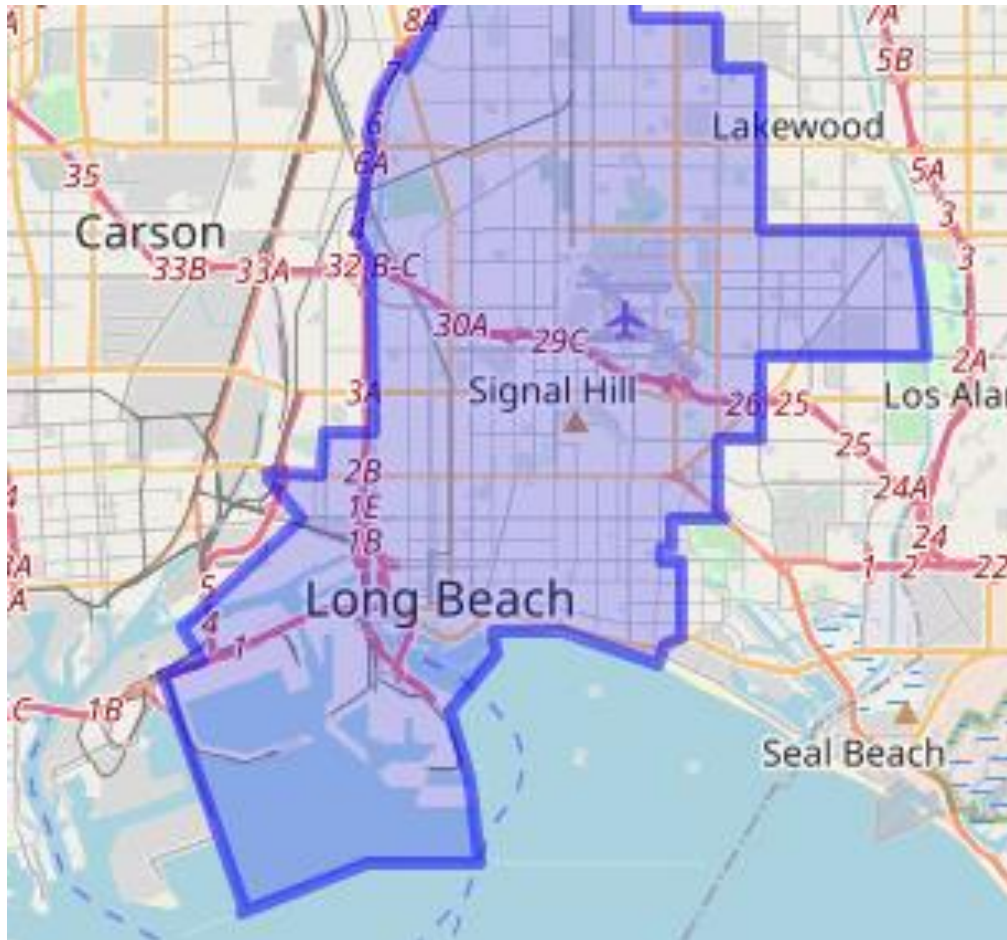 8A
7A
5B
7
6
Lakewood
6A
5A
35
3
Carson
4
3
33B
33A
32
B-C
30A
29C
2A
3A
Signal Hill
26
25
Los Alar
25
2B
24A
1E
1B
24
1
2
22
5
Long Beach
4
1
1B
Seal Beach